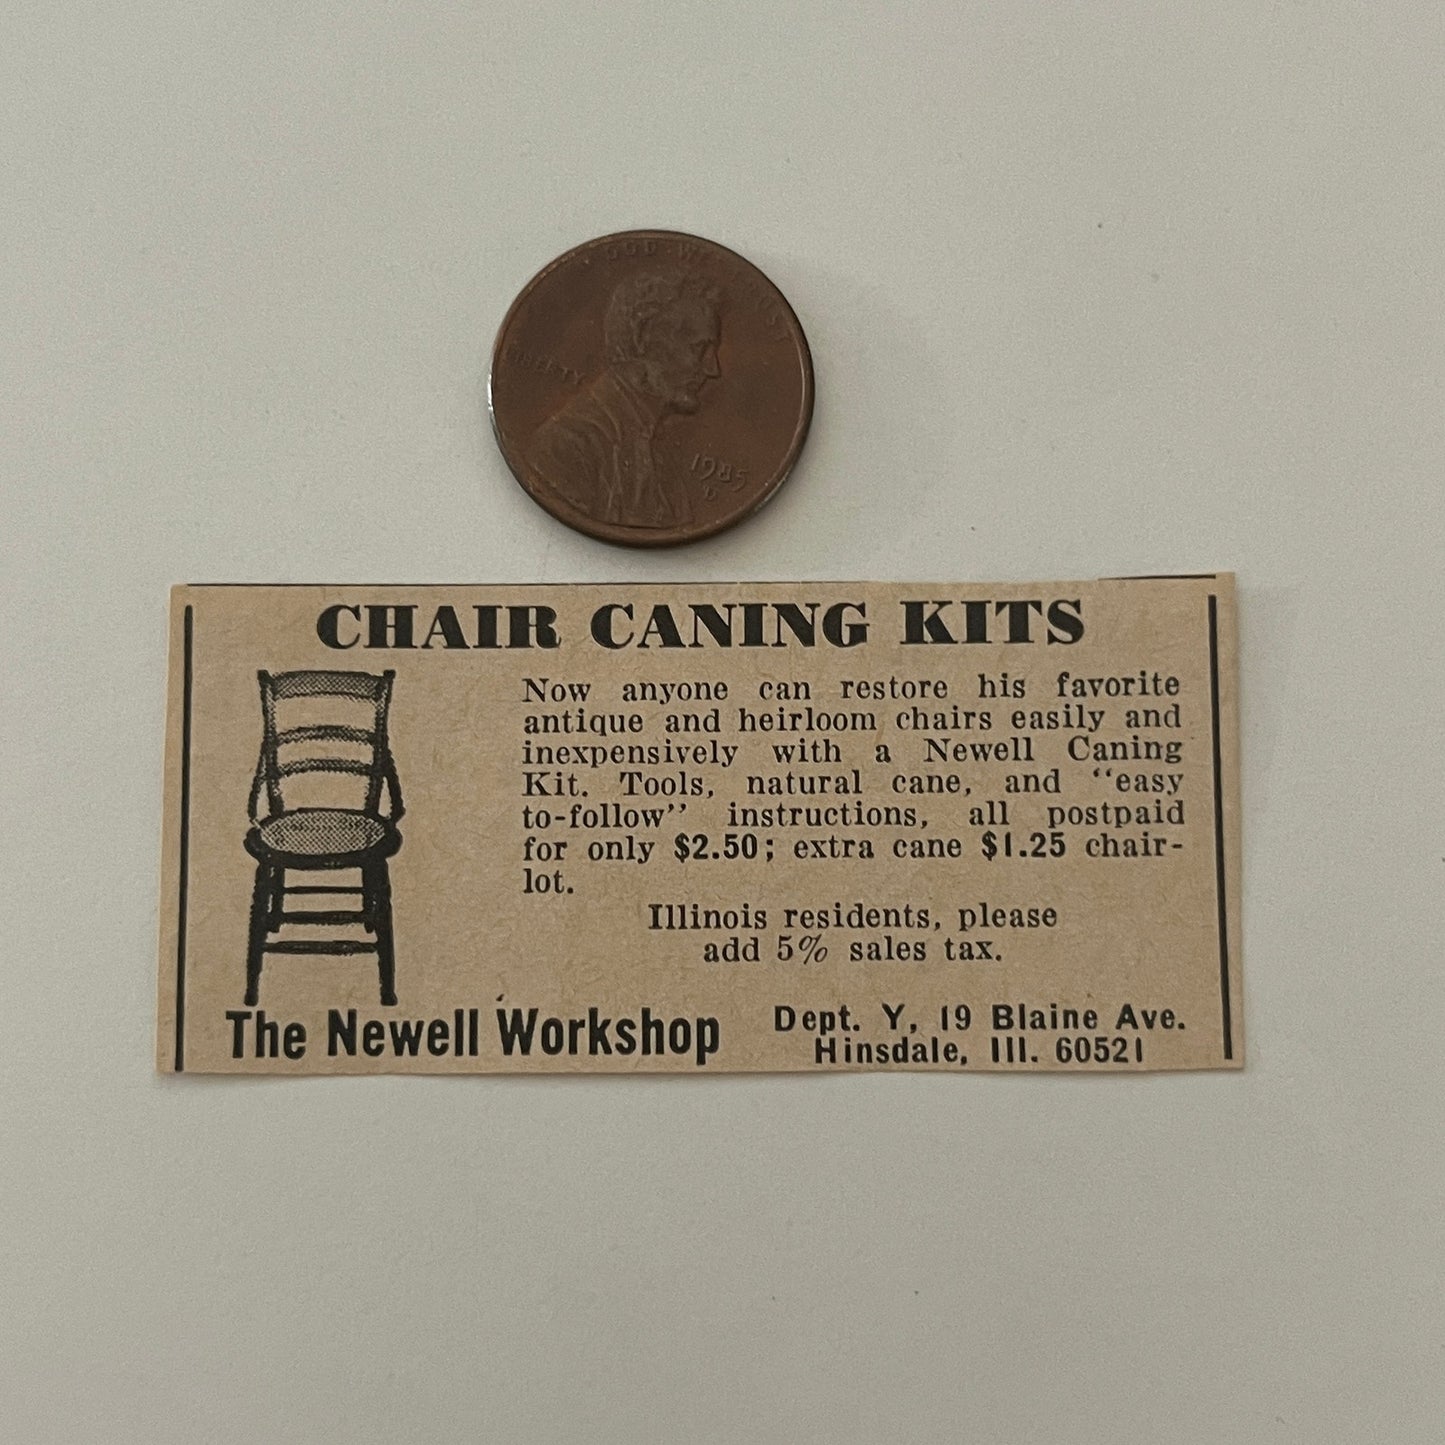 GOD WE TRUST
LIBERTY
1985
D
CHAIR CANING KITS
Now anyone can restore his favorite
antique and heirloom chairs easily and
inexpensively with a Newell Caning
Kit. Tools, natural cane, and “easy
to-follow” instructions, all postpaid
for only $2.50; extra cane $1.25 chair-
lot.
Illinois residents, please
add 5% sales tax.
The Newell Workshop
Dept. Y, 19 Blaine Ave.
Hinsdale, Ill. 60521